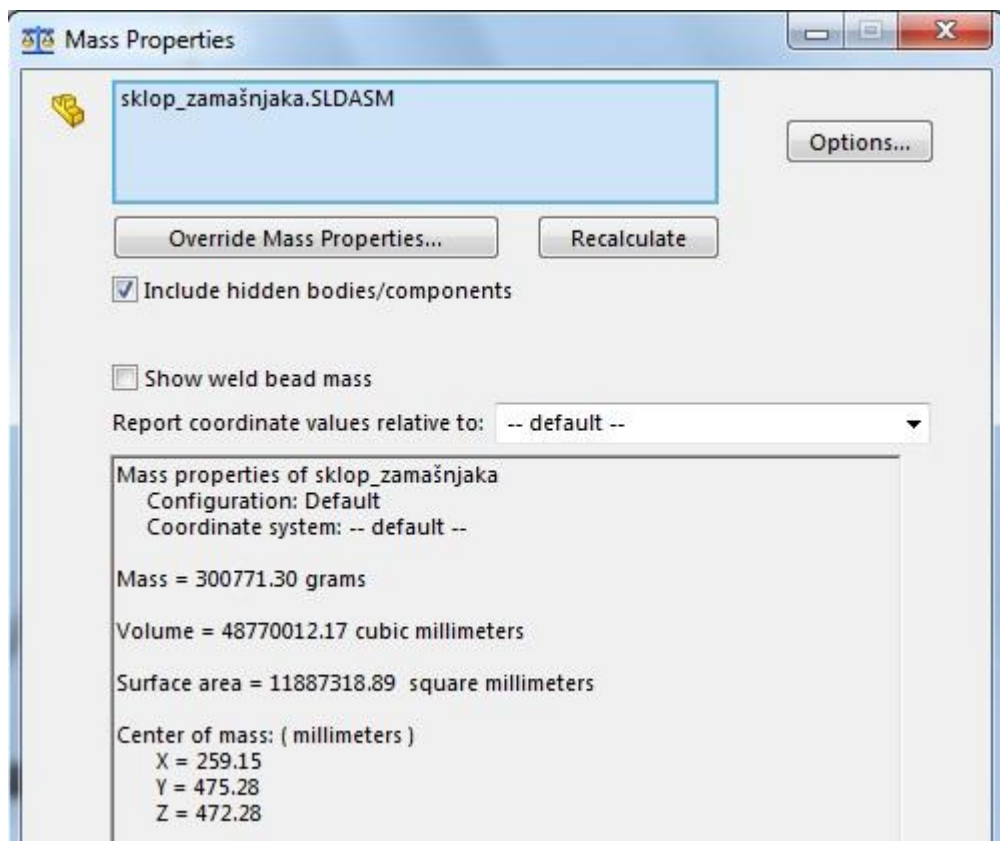 Mass Properties
sklop_zamašnjaka.SLDASM
Options...
Override Mass Properties...
Recalculate
Include hidden bodies/components
Show weld bead mass
Report coordinate values relative to:
-- default --
Mass properties of sklop_zamašnjaka
Configuration: Default
Coordinate system: -- default --
Mass = 300771.30 grams
Volume = 48770012.17 cubic millimeters
Surface area = 11887318.89 square millimeters
Center of mass: ( millimeters )
X = 259.15
Y = 475.28
Z = 472.28